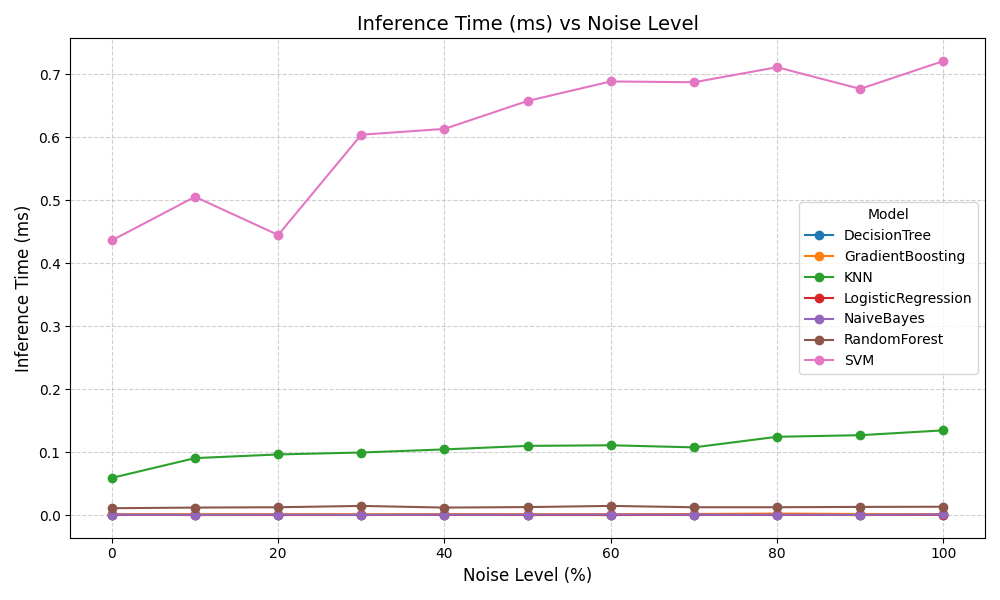 Inference Time (ms) vs Noise Level
0.7
0.6
0.5
0.4
0.3
0.2
0.1
0.0
Inference Time (ms)
Model
DecisionTree
GradientBoosting
KNN
LogisticRegression
NaiveBayes
RandomForest
SVM
0 20 40 60 80 100
Noise Level (%)